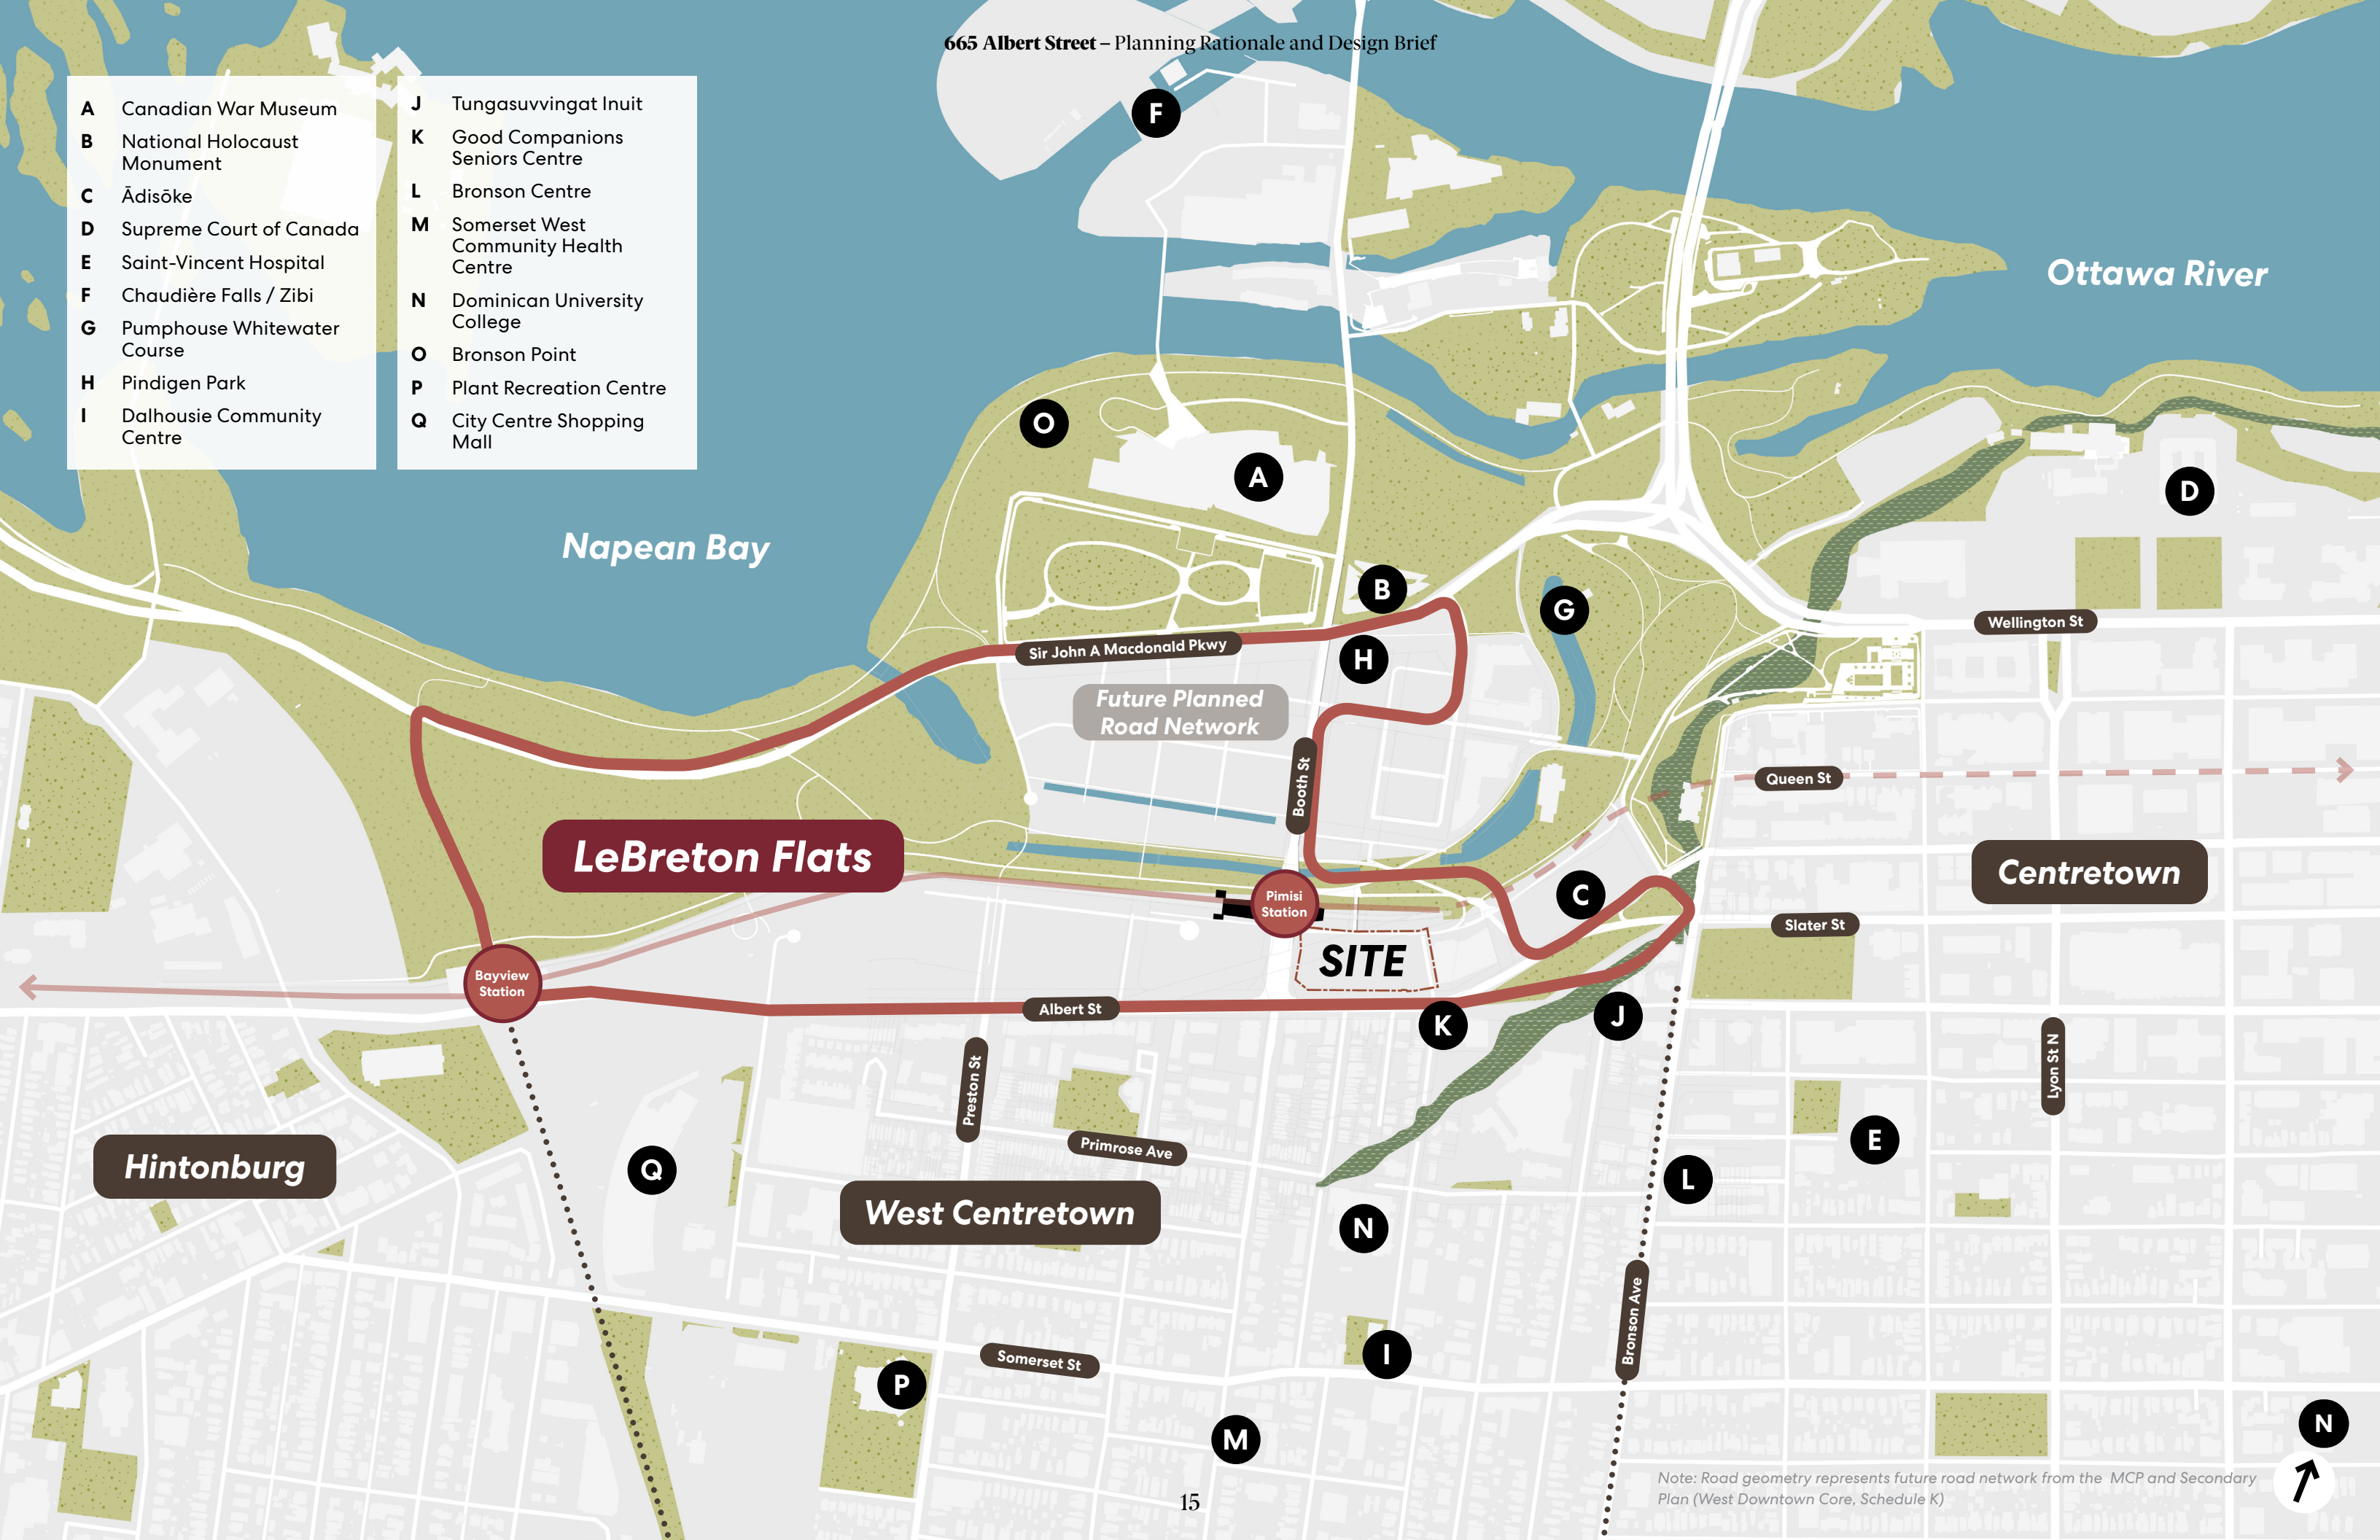 665 Albert Street – Planning Rationale and Design Brief
A Canadian War Museum
B National Holocaust
Monument
C Ādisōke
D Supreme Court of Canada
E Saint-Vincent Hospital
F Chaudière Falls / Zibi
G Pumphouse Whitewater
Course
H Pindigen Park
I Dalhousie Community
Centre
J Tungasuvvingat Inuit
K Good Companions
Seniors Centre
L Bronson Centre
M Somerset West
Community Health
Centre
N Dominican University
College
O Bronson Point
P Plant Recreation Centre
Q City Centre Shopping
Mall
F
Ottawa River
O
A
D
Napean Bay
B
G
Wellington St
Sir John A Macdonald Pkwy
H
Future Planned
Road Network
Booth St
Queen St
LeBreton Flats
Centretown
C
Pimisi
Station
Slater St
SITE
Bayview
Station
Albert St
K
J
Preston St
Lyon St N
Primrose Ave
E
Hintonburg
Q
L
West Centretown
N
Bronson Ave
I
Somerset St
P
M
N
Note: Road geometry represents future road network from the MCP and Secondary
Plan (West Downtown Core, Schedule K)
15